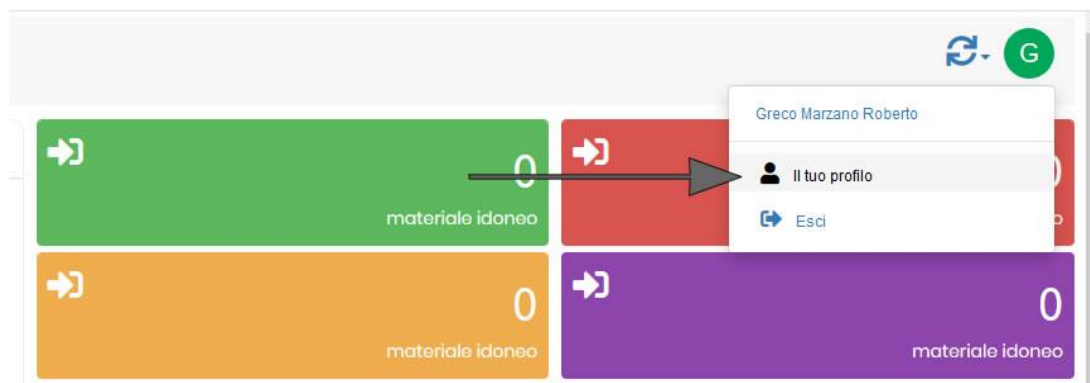 G
Greco Marzano Roberto
0
Il tuo profilo
materiale idoneo
Esci
0
materiale idoneo
0
materiale idoneo